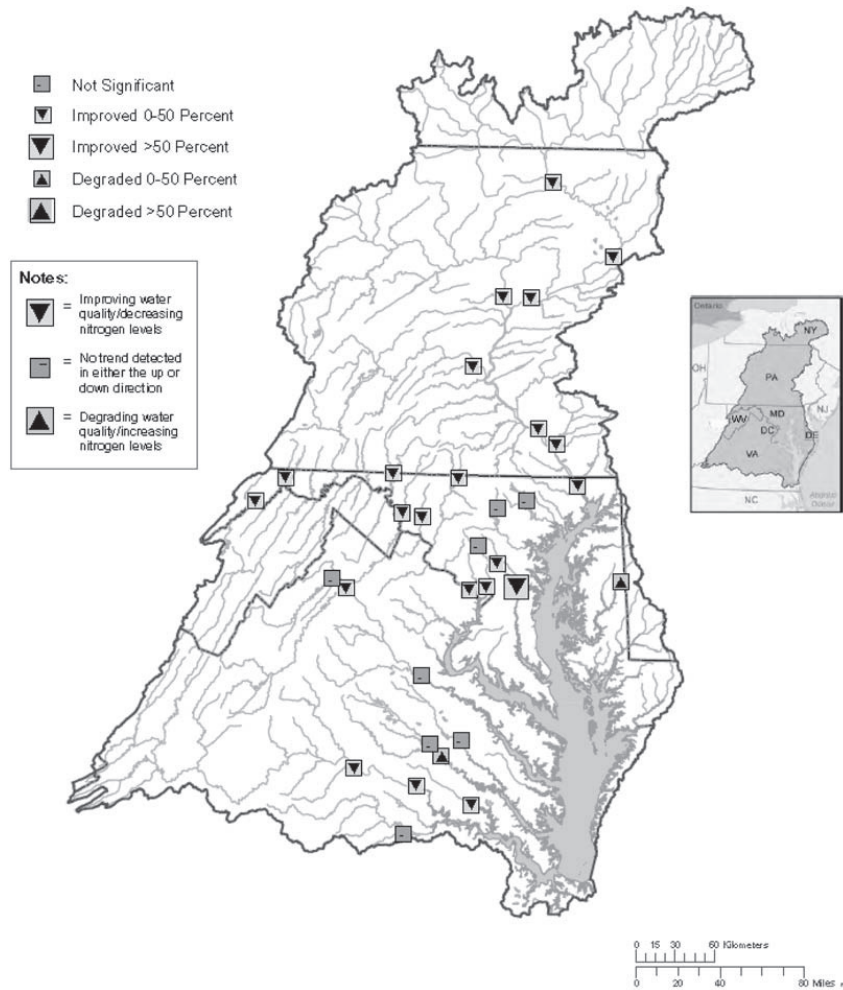 Not Significant
Improved 0-50 Percent
Improved >50 Percent
Degraded 0-50 Percent
Degraded >50 Percent
Notes:
= Improving water
quality/decreasing
nitrogen levels
= No trend detected
in either the up or
down direction
= Degrading water
quality/increasing
nitrogen levels
Ontario
NY
OH
PA
NJ
WV
MD
DC
DE
VA
NC
Atlantic
Ocean
0 15 30 60 Kilometers
0 20 40 80 Miles